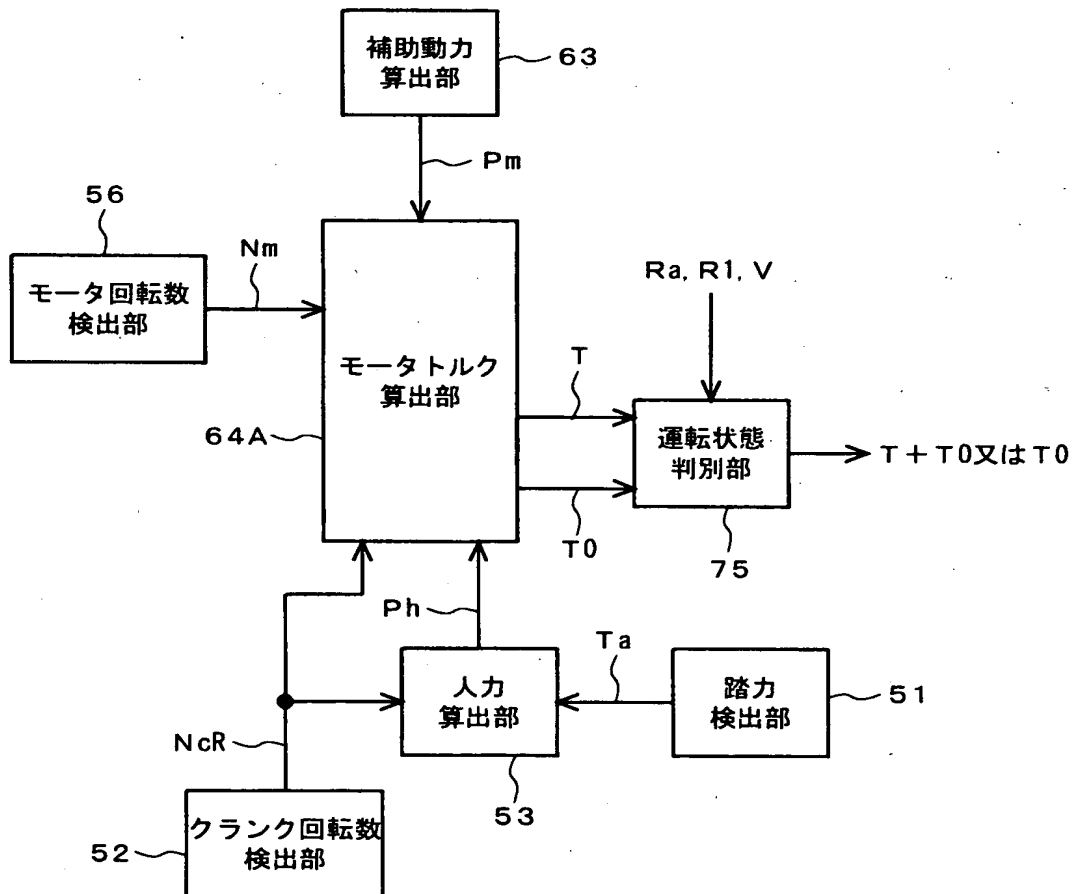 補助動力
算出部
63
Pm
56
Nm
モータ回転数
検出部
Ra, R1, V
モータトルク
算出部
64A
T
運転状態
判別部
T+T0又はT0
T0
75
Ph
Ta
人力
算出部
踏力
検出部
51
NcR
53
クランク回転数
検出部
52